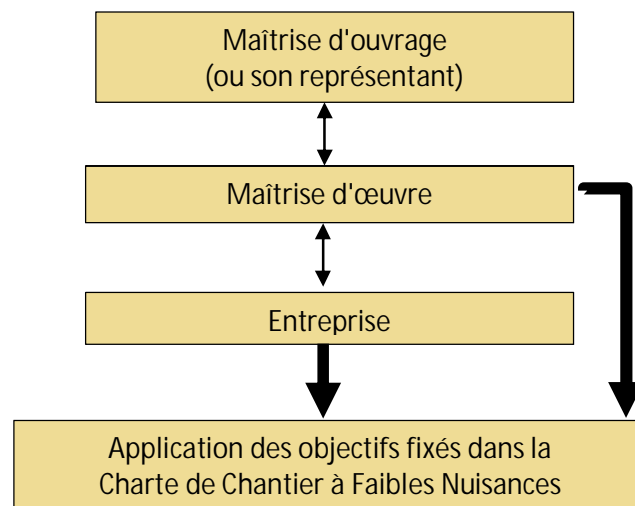 Maîtrise d'ouvrage
(ou son représentant)
Maîtrise d'œuvre
Entreprise
Application des objectifs fixés dans la
Charte de Chantier à Faibles Nuisances